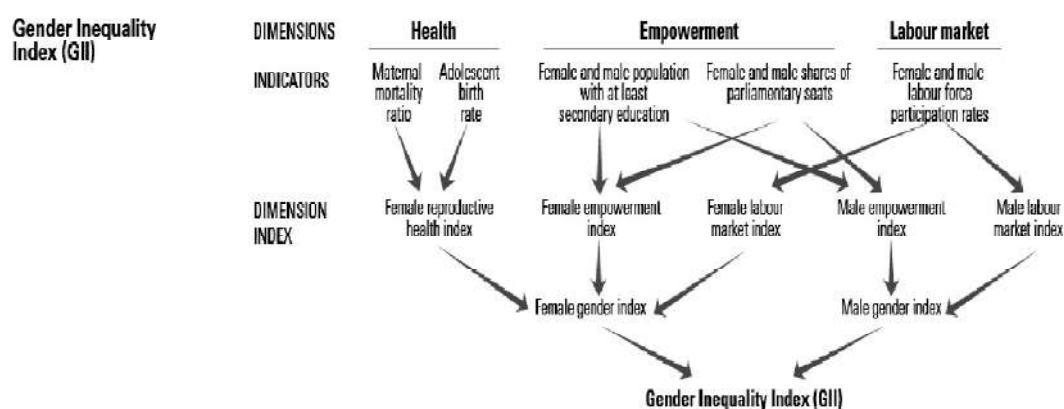 Gender Inequality
Index (GII)
DIMENSIONS
Health
Empowerment
Labour market
INDICATORS
Maternal
mortality
ratio
Adolescent
birth
rate
Female and male population
with at least
secondary education
Female and male shares of
parliamentary seats
Female and male
labour force
participation rates
DIMENSION
INDEX
Female reproductive
health index
Female empowerment
index
Female labour
market index
Male empowerment
index
Male labour
market index
Female gender index
Male gender index
Gender Inequality Index (GII)